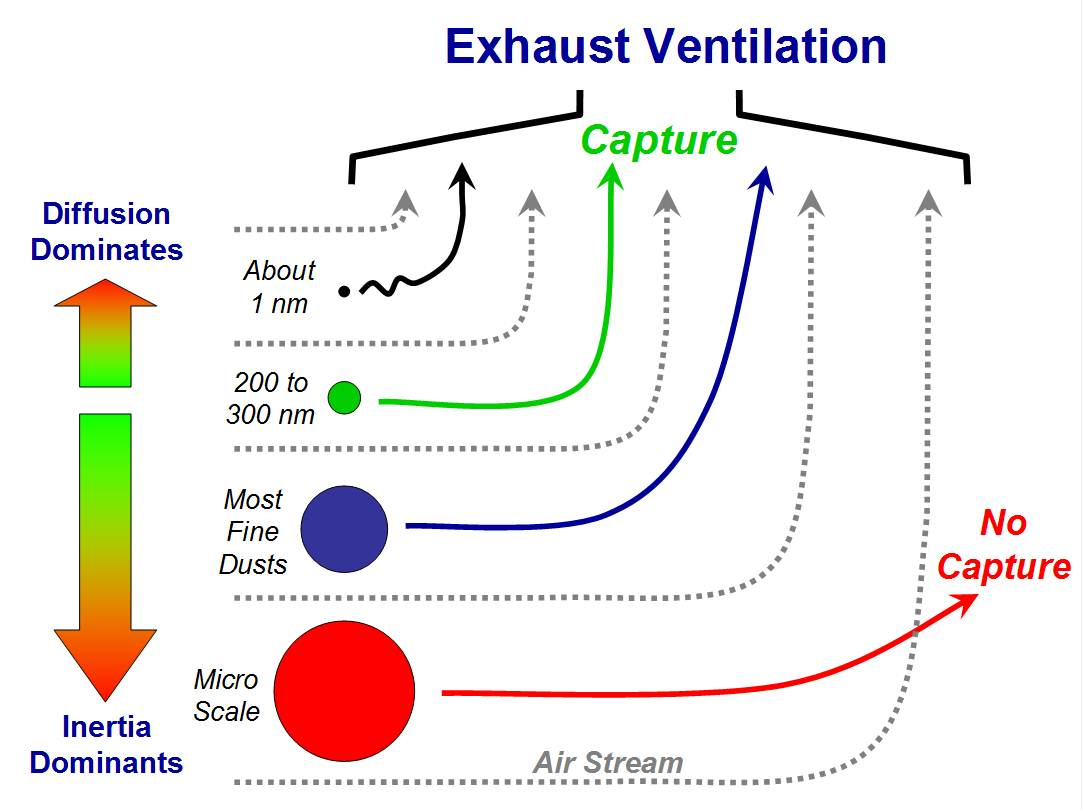 Exhaust Ventilation
Capture
Diffusion
Dominates
About
1 nm
200 to
300 nm
Most
Fine
Dusts
No
Capture
Micro
Scale
Inertia
Dominants
Air Stream